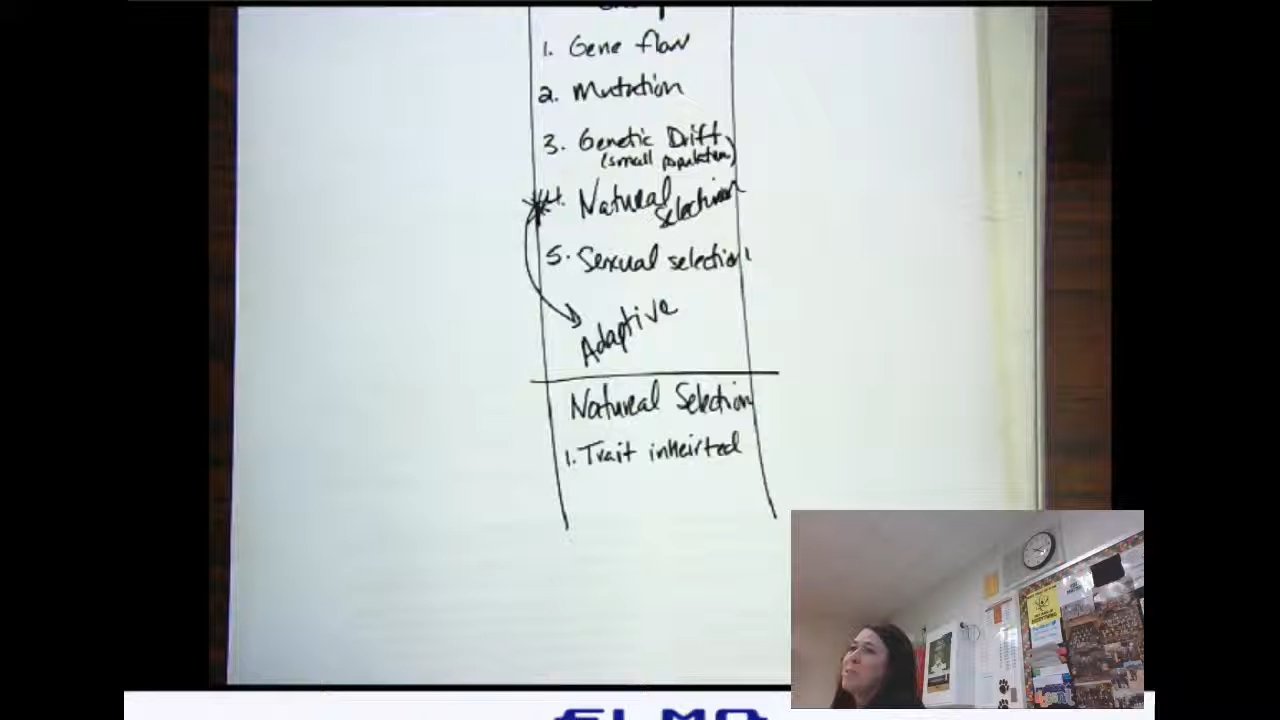 1. Gene flow
2. Mutation
3. Genetic Drift
(small population)
4. Natural
Selection
5. Sexual selection
Adaptive
Natural Selection
1. Trait inheirted
ELMO